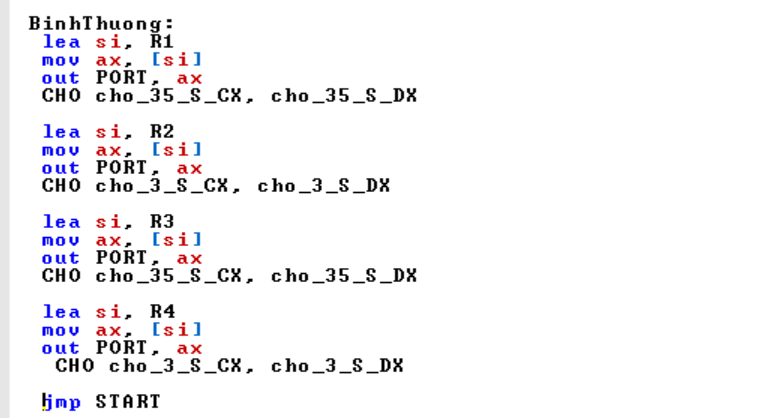 BinhThuong:
lea si, R1
mov ax, [si]
out PORT, ax
CHO cho_35_S_CX, cho_35_S_DX
lea si, R2
mov ax, [si]
out PORT, ax
CHO cho_3_S_CX, cho_3_S_DX
lea si, R3
mov ax, [si]
out PORT, ax
CHO cho_35_S_CX, cho_35_S_DX
lea si, R4
mov ax, [si]
out PORT, ax
CHO cho_3_S_CX, cho_3_S_DX
jmp START